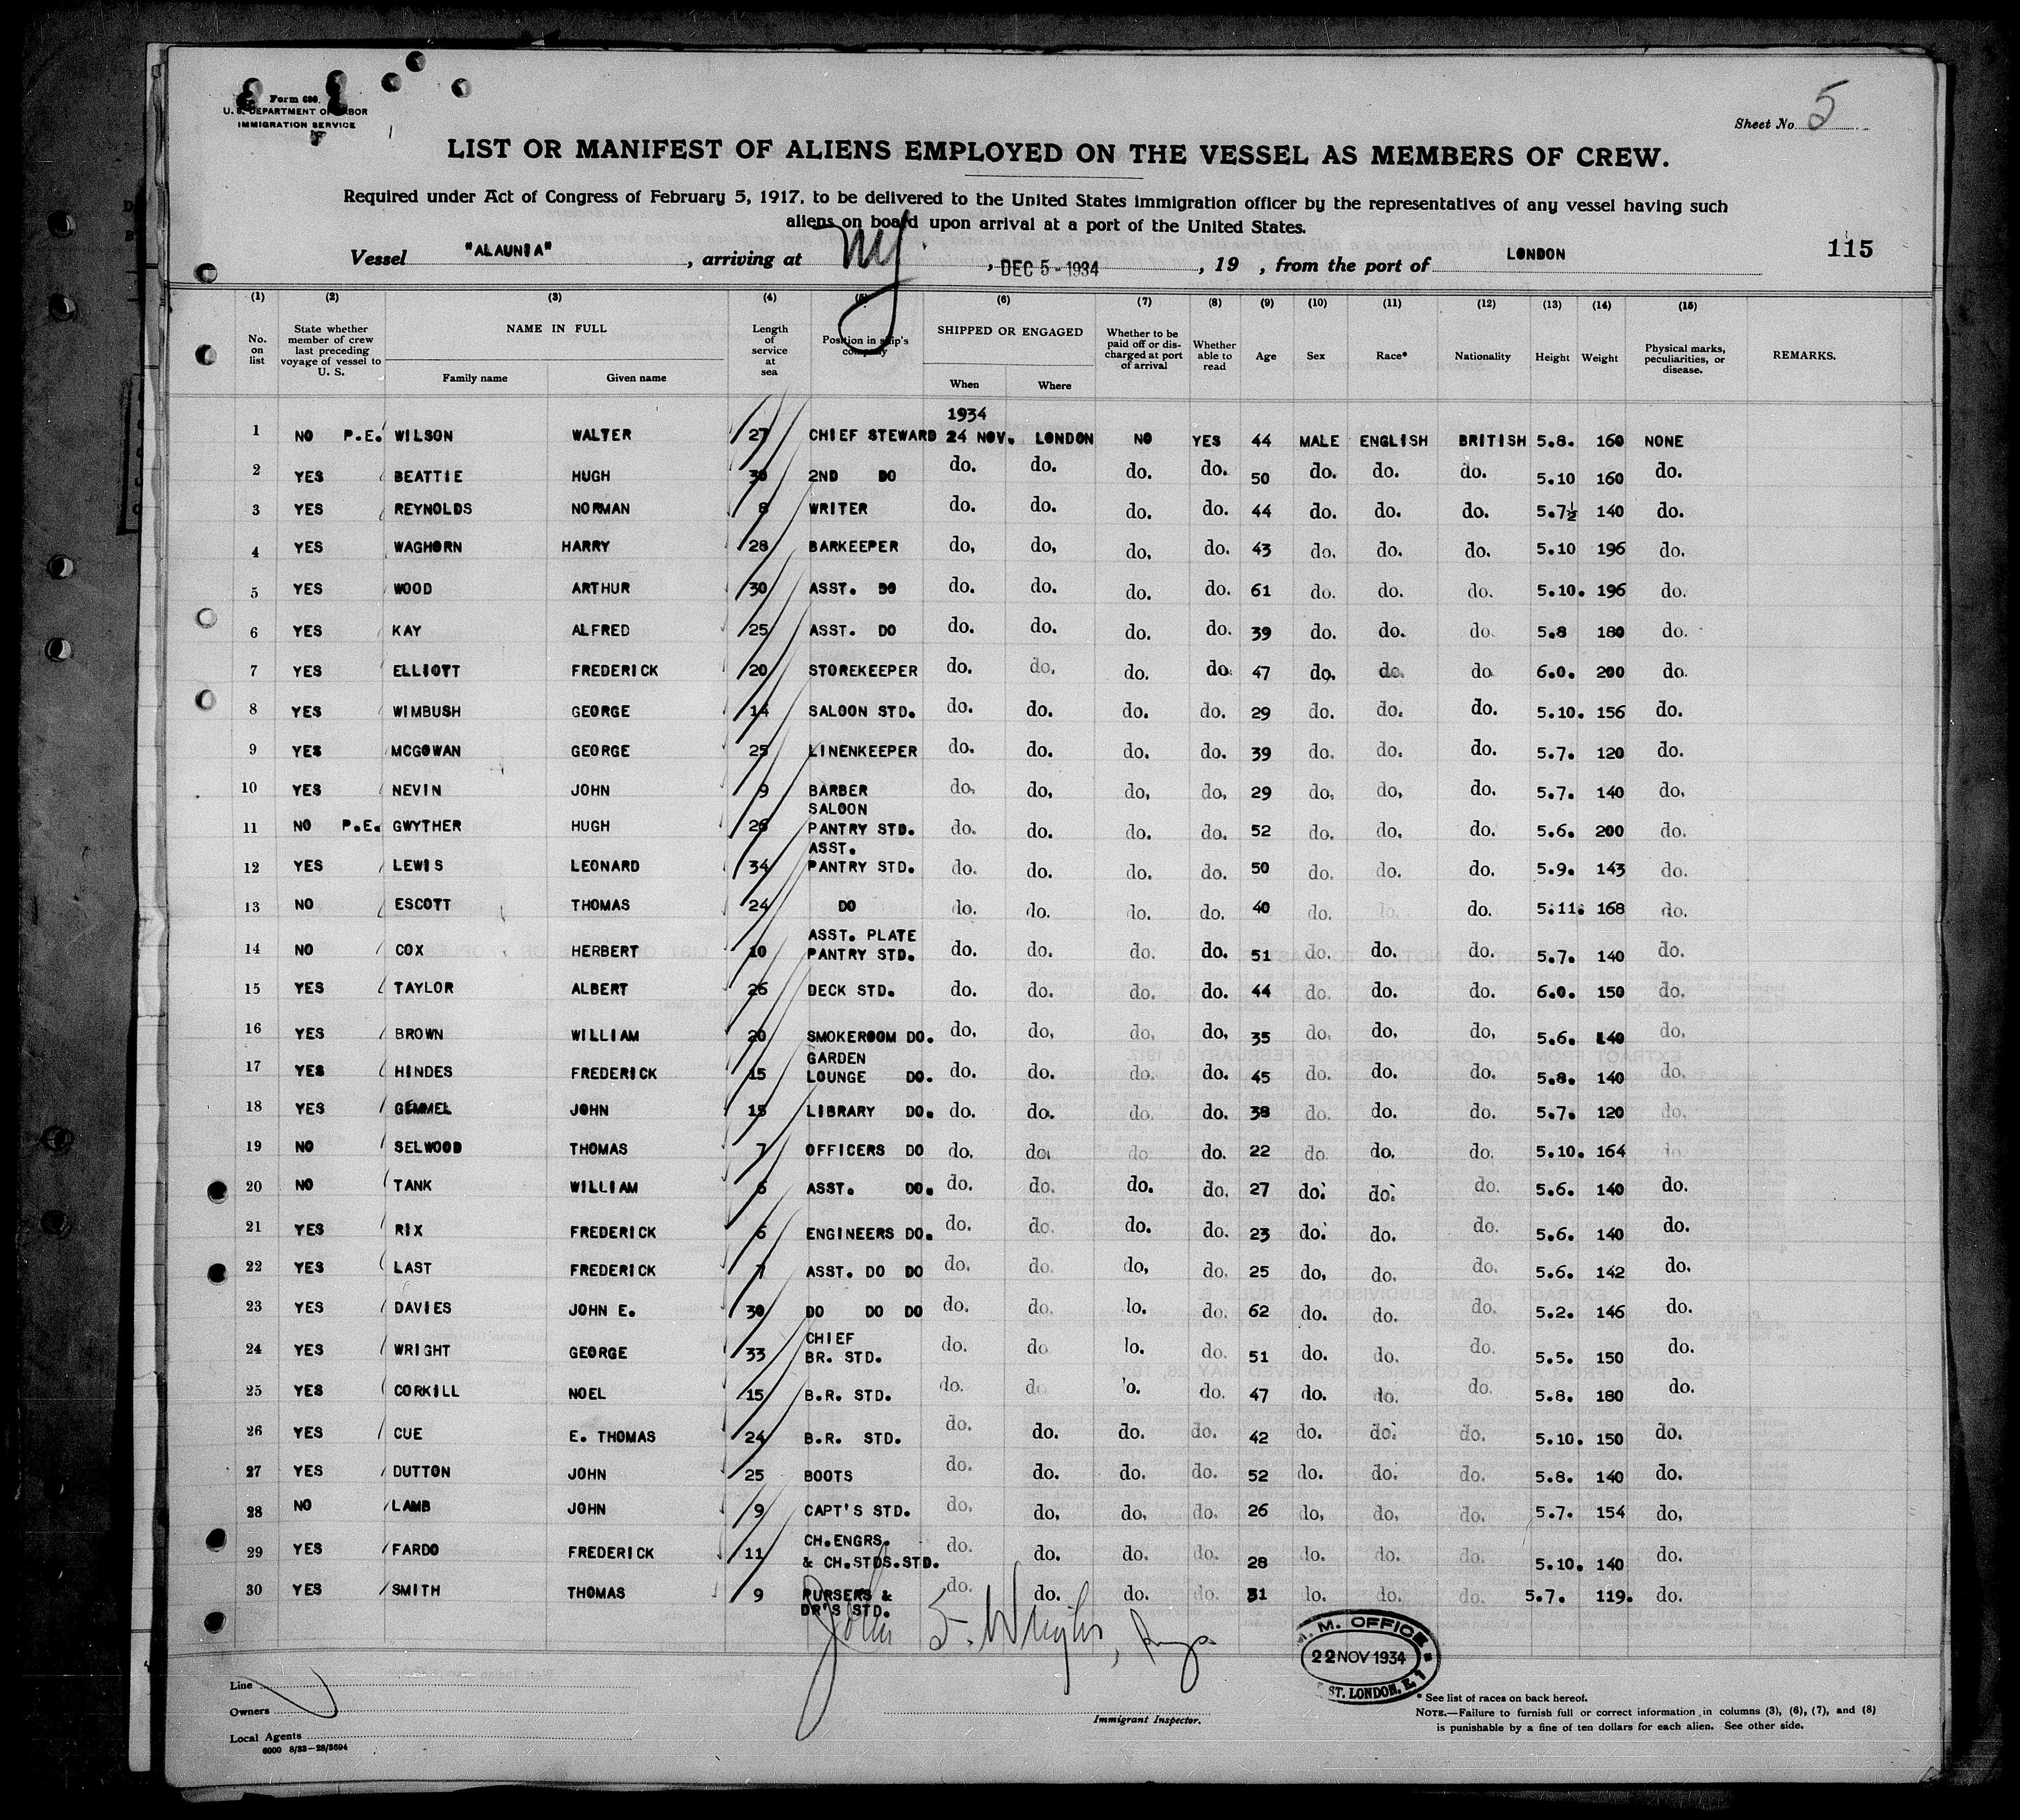 Form 680.
U. S. DEPARTMENT OF LABOR
IMMIGRATION SERVICE
Sheet No. 5
LIST OR MANIFEST OF ALIENS EMPLOYED ON THE VESSEL AS MEMBERS OF CREW.
Required under Act of Congress of February 5, 1917, to be delivered to the United States immigration officer by the representatives of any vessel having such
aliens on board upon arrival at a port of the United States.
Vessel "ALAUNIA", arriving at NY, DEC 5 - 1934, 19 , from the port of LONDON 115
(1) (2) (3) (4) (5) (6) (7) (8) (9) (10) (11) (12) (13) (14) (15)
No. on list State whether member of crew last preceding voyage of vessel to U. S. NAME IN FULL Family name Given name Length of service at sea Position in ship's company SHIPPED OR ENGAGED When Where Whether to be paid off or discharged at port of arrival Whether able to read Age Sex Race* Nationality Height Weight Physical marks, peculiarities, or disease. REMARKS.
1934
1 NO P.E. WILSON WALTER 27 CHIEF STEWARD 24 NOV. LONDON NO YES 44 MALE ENGLISH BRITISH 5.8. 160 NONE
2 YES BEATTIE HUGH 30 2ND DO do. do. do. do. 50 do. do. do. 5.10 160 do.
3 YES REYNOLDS NORMAN 8 WRITER do. do. do. do. 44 do. do. do. 5.7½ 140 do.
4 YES WAGHORN HARRY 28 BARKEEPER do, do, do, do. 43 do. do. do. 5.10 196 do.
5 YES WOOD ARTHUR 30 ASST. DO do. do. do. do. 61 do. do. do. 5.10. 196 do.
6 YES KAY ALFRED 25 ASST. DO do. do. do. do. 39 do. do. do. 5.8 180 do.
7 YES ELLIOTT FREDERICK 20 STOREKEEPER do. do. do. do. 47 do. do. do 6.0. 200 do.
8 YES WIMBUSH GEORGE 14 SALOON STD. do. do. do. do. 29 do. do. do. 5.10. 156 do.
9 YES MCGOWAN GEORGE 25 LINENKEEPER do. do. do. do. 39 do. do. do. 5.7. 120 do.
10 YES NEVIN JOHN 9 BARBER do, do, do, do, 29 do, do, do. 5.7. 140 do.
SALOON
11 NO P.E. GWYTHER HUGH 26 PANTRY STD. do. do. do. do. 52 do. do. do. 5.6. 200 do.
ASST.
12 YES LEWIS LEONARD 34 PANTRY STD. do. do. do. do. 50 do. do. do. 5.9. 143 do.
13 NO ESCOTT THOMAS 24 DO do. do. do. do. 40 do. do. do. 5.11. 168 do.
ASST. PLATE
14 NO COX HERBERT 10 PANTRY STD. do. do. do. do. 51 do. do. do. 5.7. 140 do.
15 YES TAYLOR ALBERT 26 DECK STD. do. do. do. do. 44 do. do. do. 6.0. 150 do.
16 YES BROWN WILLIAM 20 SMOKEROOM DO. do, do, do, do, 35 do. do, do, 5.6. 140 do,
GARDEN
17 YES HINDES FREDERICK 15 LOUNGE DO. do. do. do. do. 45 do. do. do. 5.8. 140 do.
18 YES GEMMEL JOHN 15 LIBRARY DO. do. do. do. do. 38 do. do. do. 5.7. 120 do.
19 NO SELWOOD THOMAS 7 OFFICERS DO do. do. do. do. 22 do. do. do. 5.10. 164 do.
20 NO TANK WILLIAM 6 ASST. DO. do. do. do. do. 27 do. do. do. 5.6. 140 do.
21 YES RIX FREDERICK 6 ENGINEERS DO. do. do. do. do. 23 do. do. do. 5.6. 140 do.
22 YES LAST FREDERICK 7 ASST. DO DO do. do. do, do. 25 do, do. do. 5.6. 142 do.
23 YES DAVIES JOHN E. 30 DO DO DO do. do. lo. do. 62 do. do. do. 5.2. 146 do.
CHIEF
24 YES WRIGHT GEORGE 33 BR. STD. do. do lo. do. 51 do. do. do. 5.5. 150 do.
25 YES CORKILL NOEL 15 B.R. STD. do. do 'o. do. 47 do. do. do. 5.8. 180 do.
26 YES CUE E. THOMAS 24 B.R. STD. do. do. do. do. 42 do. do. do. 5.10. 150 do.
27 YES DUTTON JOHN 25 BOOTS do. do. do. do. 52 do. do. do. 5.8. 140 do.
28 NO LAMB JOHN 9 CAPT'S STD. do, do, do, do. 26 do, do, do. 5.7. 154 do,
CH.ENGRS.
29 YES FARDO FREDERICK 11 & CH.STDS.STD. do. do. do. do. 28 lo. do. do. 5.10. 140 do.
30 YES SMITH THOMAS 9 PURSERS & do. do. do. do. 31 lo. do. do. 5.7. 119. do.
DR'S STD.
M. M. OFFICE
22 NOV 1934
ST. LONDON, E. 1
Line
Owners
Local Agents
6000 8/33—28/3694
Immigrant Inspector.
* See list of races on back hereof.
NOTE.—Failure to furnish full or correct information in columns (3), (6), (7), and (8)
is punishable by a fine of ten dollars for each alien. See other side.